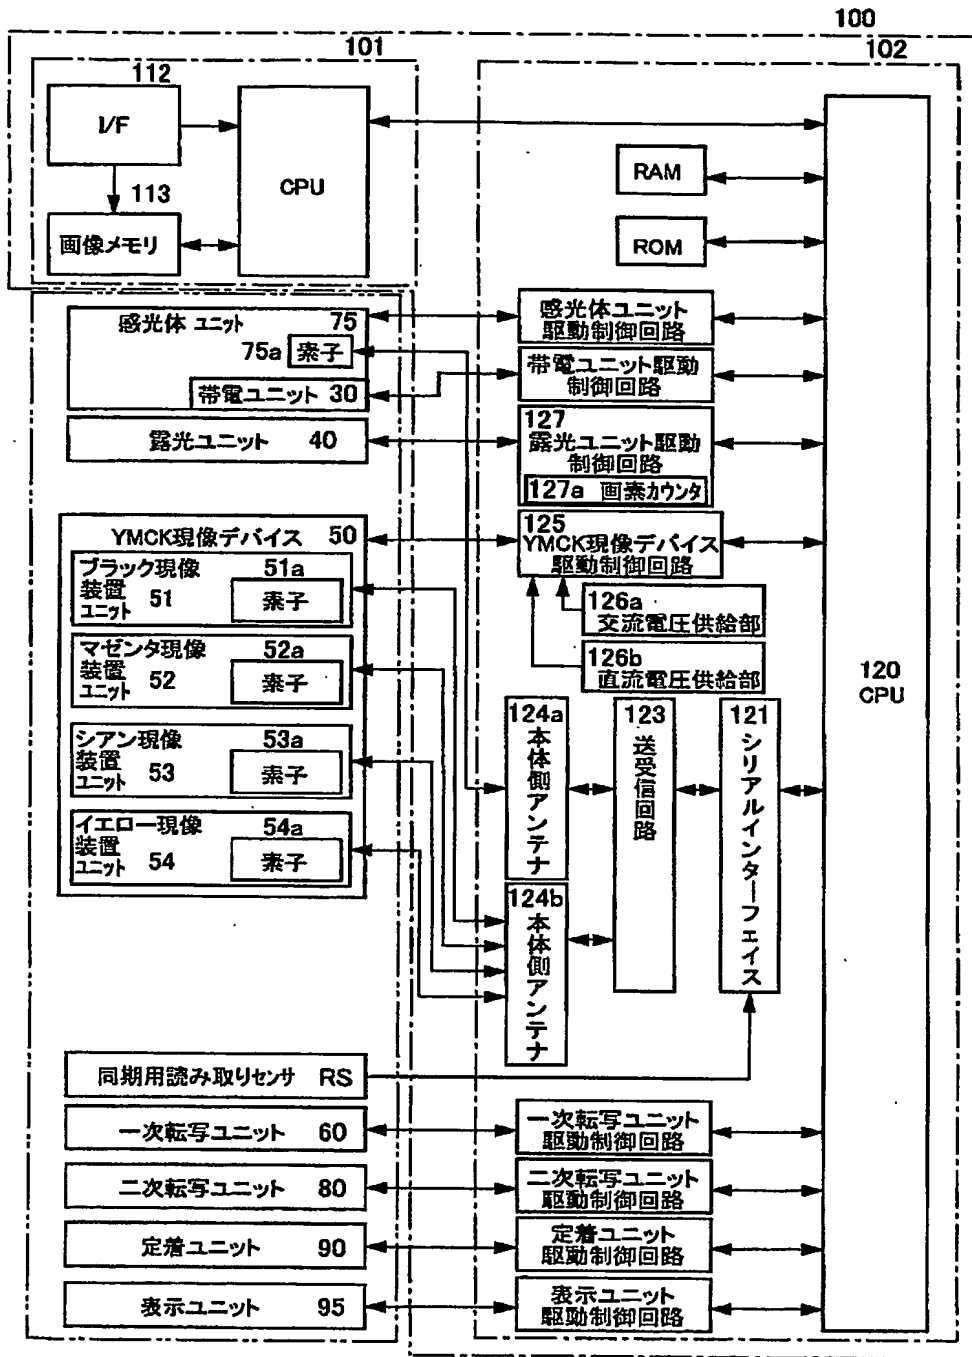 100
101
102
112
I/F
CPU
113
画像メモリ
RAM
ROM
感光体 ユニット 75
75a 素子
帯電ユニット 30
露光ユニット 40
感光体ユニット
駆動制御回路
帯電ユニット駆動
制御回路
127
露光ユニット駆動
制御回路
127a 画素カウンタ
YMCK現像デバイス 50
ブラック現像
装置
ユニット 51
51a
素子
マゼンタ現像
装置
ユニット 52
52a
素子
シアン現像
装置
ユニット 53
53a
素子
イエロー現像
装置
ユニット 54
54a
素子
125
YMCK現像デバイス
駆動制御回路
126a
交流電圧供給部
126b
直流電圧供給部
124a
本体側アンテナ
124b
本体側アンテナ
123
送受信回路
121
シリアルインターフェイス
120
CPU
同期用読み取りセンサ RS
一次転写ユニット 60
二次転写ユニット 80
定着ユニット 90
表示ユニット 95
一次転写ユニット
駆動制御回路
二次転写ユニット
駆動制御回路
定着ユニット
駆動制御回路
表示ユニット
駆動制御回路